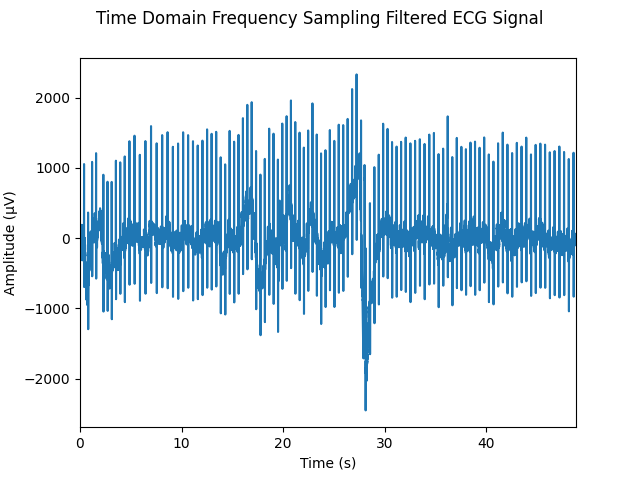 Time Domain Frequency Sampling Filtered ECG Signal
Amplitude (μV)
2000
1000
0
−1000
−2000
0 10 20 30 40
Time (s)